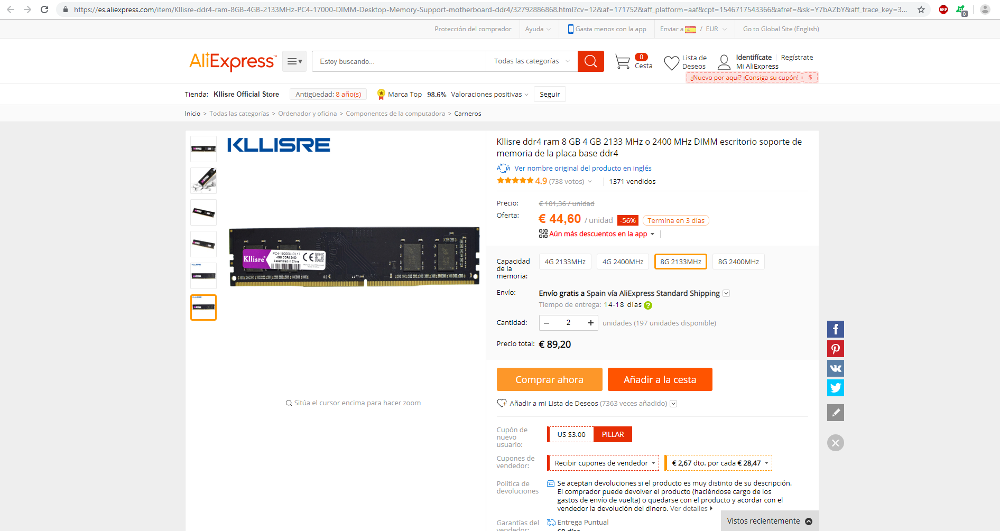 https://es.aliexpress.com/item/Kllisre-ddr4-ram-8GB-4GB-2133MHz-PC4-17000-DIMM-Desktop-Memory-Support-motherboard-ddr4/32792886868.html?cv=12&af=171752&aff_platform=aaf&cpt=1546717543366&afref=&sk=Y7bAZbY&aff_trace_key=3...
ABP
0
Protección del comprador
Ayuda
Gasta menos con la app
Enviar a / EUR
Go to Global Site (English)
AliExpress™
Estoy buscando...
Todas las categorías
0
Cesta
Lista de
Deseos
Identifícate
Regístrate
Mi AliExpress
¿Nuevo por aquí? ¡Consiga su cupón! $
Tienda: Kllisre Official Store
Antigüedad: 8 año(s)
Marca Top 98.6% Valoraciones positivas
Seguir
Inicio > Todas las categorías > Ordenador y oficina > Componentes de la computadora > Carneros
KLLISRE
Kllisre
PC4-19200U-CL17
4GB DDR4 2400
Assembled in China
CE
Sitúa el cursor encima para hacer zoom
Kllisre ddr4 ram 8 GB 4 GB 2133 MHz o 2400 MHz DIMM escritorio soporte de
memoria de la placa base ddr4
Ver nombre original del producto en inglés
4.9 (738 votos)
1371 vendidos
Precio: € 101,36 / unidad
Oferta: € 44,60 / unidad -56% Termina en 3 días
Aún más descuentos en la app
Capacidad
de la
memoria:
4G 2133MHz
4G 2400MHz
8G 2133MHz
8G 2400MHz
Envío: Envío gratis a Spain vía AliExpress Standard Shipping
Tiempo de entrega: 14-18 días ?
Cantidad: − 2 + unidades (197 unidades disponible)
Precio total: € 89,20
Comprar ahora
Añadir a la cesta
Añadir a mi Lista de Deseos (7363 veces añadido)
Cupón de
nuevo
usuario:
US $3.00 PILLAR
Cupones de
vendedor:
Recibir cupones de vendedor
€ 2,67 dto. por cada € 28,47
Política de
devoluciones
Se aceptan devoluciones si el producto es muy distinto de su descripción.
El comprador puede devolver el producto (haciéndose cargo de los
gastos de envío de vuelta) o quedarse con el producto y acordar con el
vendedor la devolución del dinero. Ver detalles
Garantías del
vendedor:
Entrega Puntual
60 días
Vistos recientemente